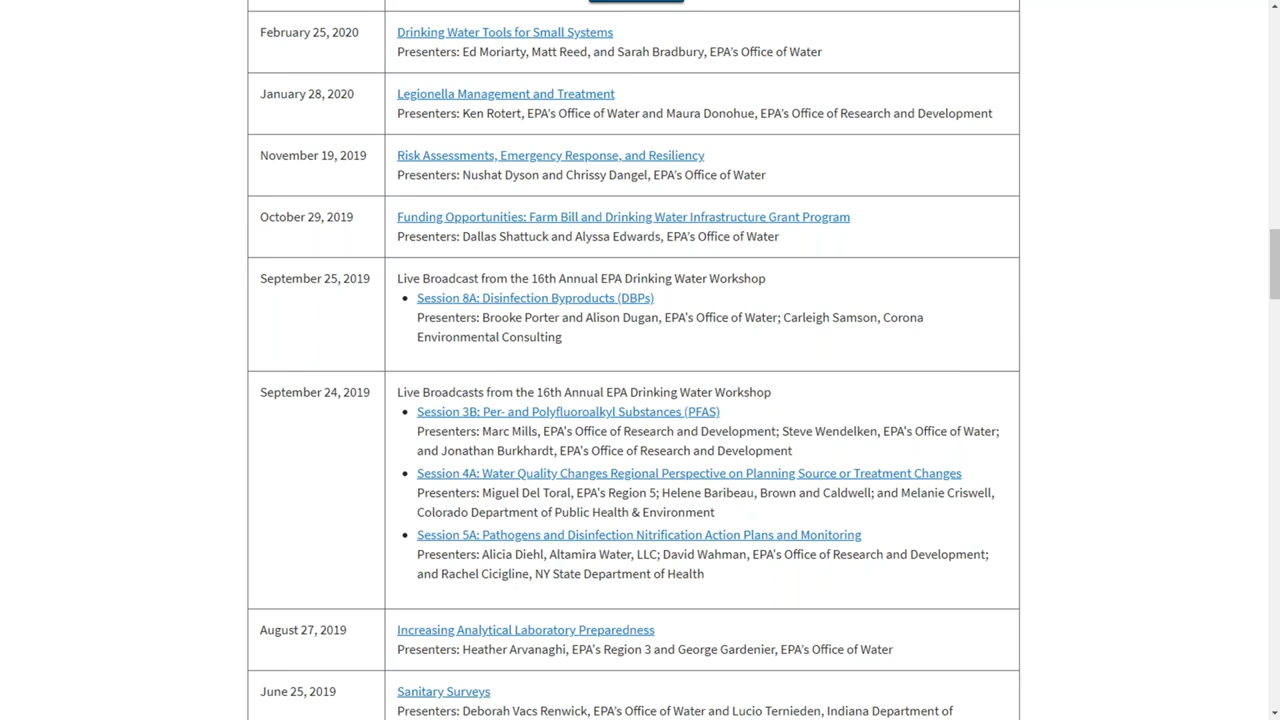 February 25, 2020
Drinking Water Tools for Small Systems
Presenters: Ed Moriarty, Matt Reed, and Sarah Bradbury, EPA's Office of Water
January 28, 2020
Legionella Management and Treatment
Presenters: Ken Rotert, EPA's Office of Water and Maura Donohue, EPA's Office of Research and Development
November 19, 2019
Risk Assessments, Emergency Response, and Resiliency
Presenters: Nushat Dyson and Chrissy Dangel, EPA's Office of Water
October 29, 2019
Funding Opportunities: Farm Bill and Drinking Water Infrastructure Grant Program
Presenters: Dallas Shattuck and Alyssa Edwards, EPA's Office of Water
September 25, 2019
Live Broadcast from the 16th Annual EPA Drinking Water Workshop
• Session 8A: Disinfection Byproducts (DBPs)
Presenters: Brooke Porter and Alison Dugan, EPA's Office of Water; Carleigh Samson, Corona
Environmental Consulting
September 24, 2019
Live Broadcasts from the 16th Annual EPA Drinking Water Workshop
• Session 3B: Per- and Polyfluoroalkyl Substances (PFAS)
Presenters: Marc Mills, EPA's Office of Research and Development; Steve Wendelken, EPA's Office of Water;
and Jonathan Burkhardt, EPA's Office of Research and Development
• Session 4A: Water Quality Changes Regional Perspective on Planning Source or Treatment Changes
Presenters: Miguel Del Toral, EPA's Region 5; Helene Baribeau, Brown and Caldwell; and Melanie Criswell,
Colorado Department of Public Health & Environment
• Session 5A: Pathogens and Disinfection Nitrification Action Plans and Monitoring
Presenters: Alicia Diehl, Altamira Water, LLC; David Wahman, EPA's Office of Research and Development;
and Rachel Cicigline, NY State Department of Health
August 27, 2019
Increasing Analytical Laboratory Preparedness
Presenters: Heather Arvanaghi, EPA's Region 3 and George Gardenier, EPA's Office of Water
June 25, 2019
Sanitary Surveys
Presenters: Deborah Vacs Renwick, EPA's Office of Water and Lucio Ternieden, Indiana Department of